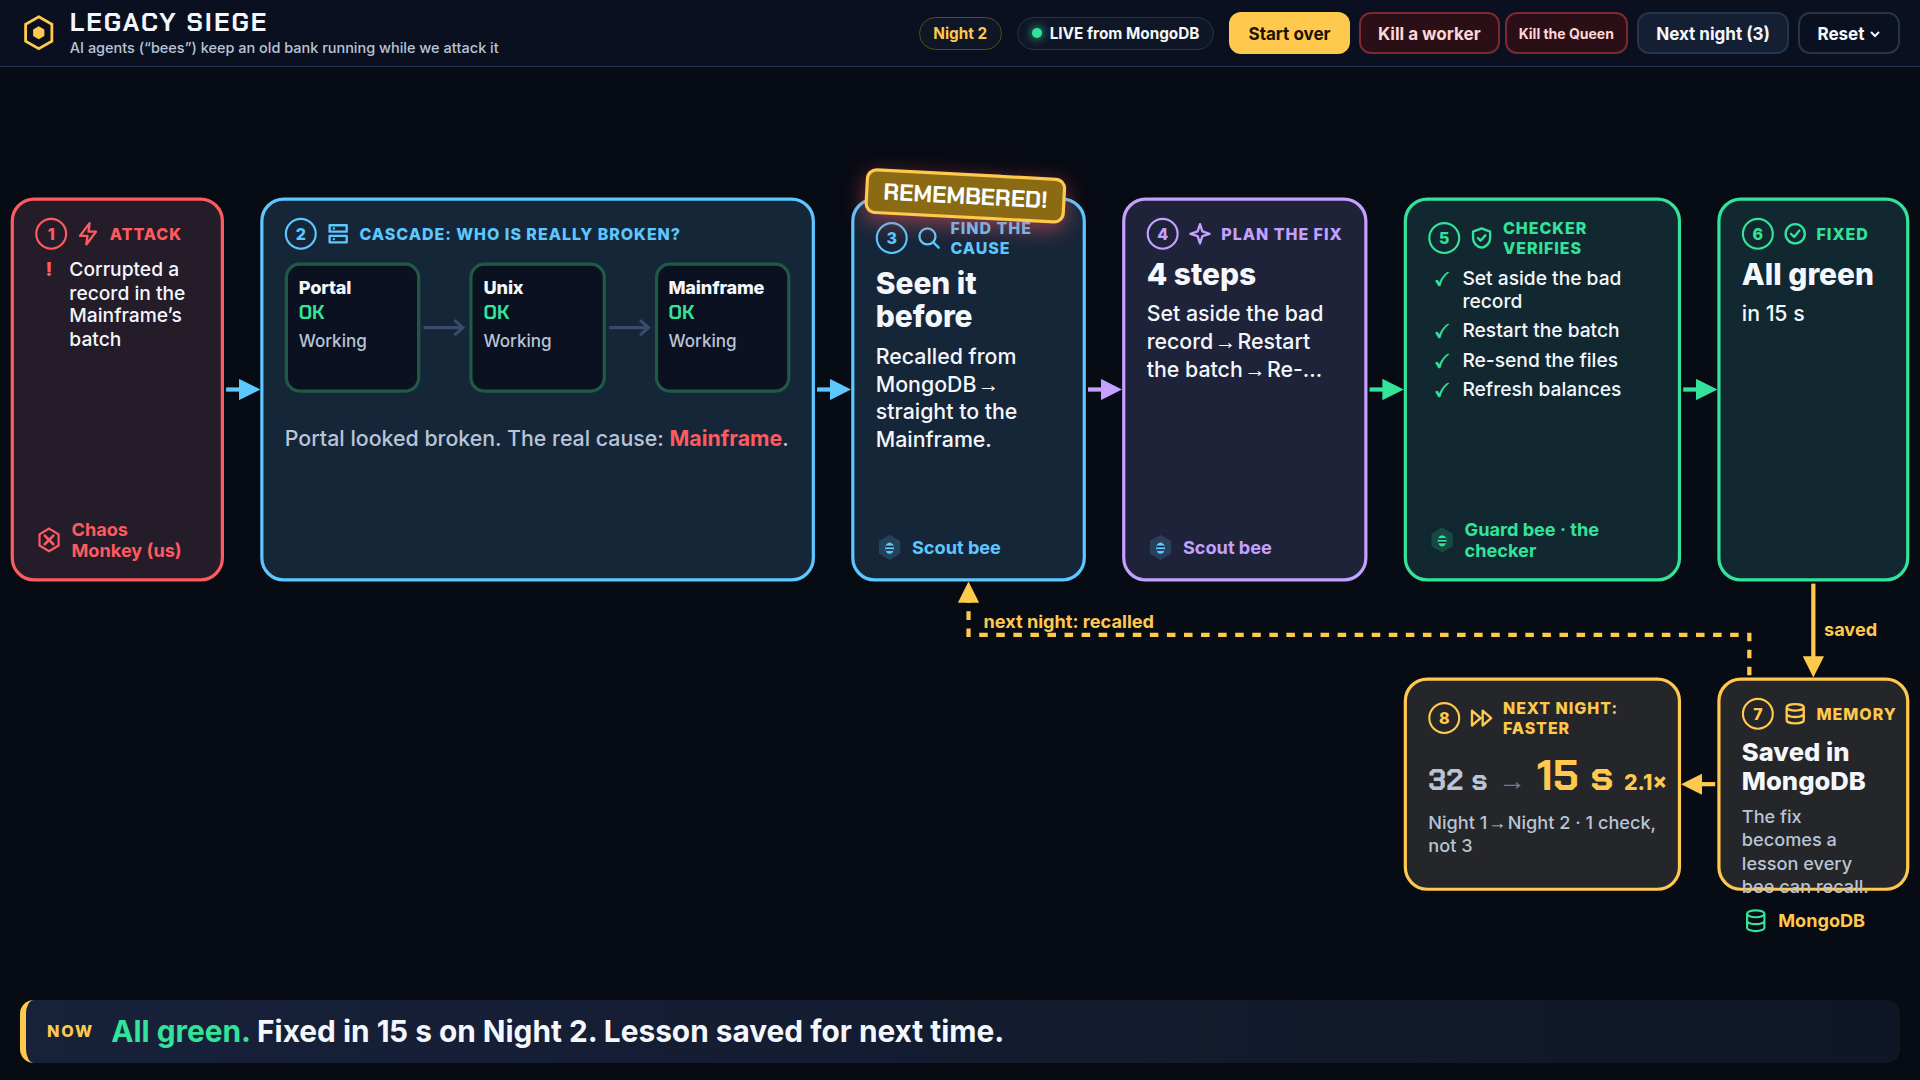 LEGACY SIEGE
AI agents (“bees”) keep an old bank running while we attack it
Night 2
LIVE from MongoDB
Start over
Kill a worker
Kill the Queen
Next night (3)
Reset
1 ATTACK
! Corrupted a
record in the
Mainframe’s
batch
Chaos
Monkey (us)
2 CASCADE: WHO IS REALLY BROKEN?
Portal
OK
Working
Unix
OK
Working
Mainframe
OK
Working
Portal looked broken. The real cause: Mainframe.
REMEMBERED!
3 FIND THE
CAUSE
Seen it
before
Recalled from
MongoDB→
straight to the
Mainframe.
Scout bee
4 PLAN THE FIX
4 steps
Set aside the bad
record→Restart
the batch→Re-...
Scout bee
5 CHECKER
VERIFIES
✓ Set aside the bad
record
✓ Restart the batch
✓ Re-send the files
✓ Refresh balances
Guard bee · the
checker
6 FIXED
All green
in 15 s
next night: recalled
saved
8 NEXT NIGHT:
FASTER
32 s → 15 s 2.1×
Night 1→Night 2 · 1 check,
not 3
7 MEMORY
Saved in
MongoDB
The fix
becomes a
lesson every
bee can recall.
MongoDB
NOW All green. Fixed in 15 s on Night 2. Lesson saved for next time.